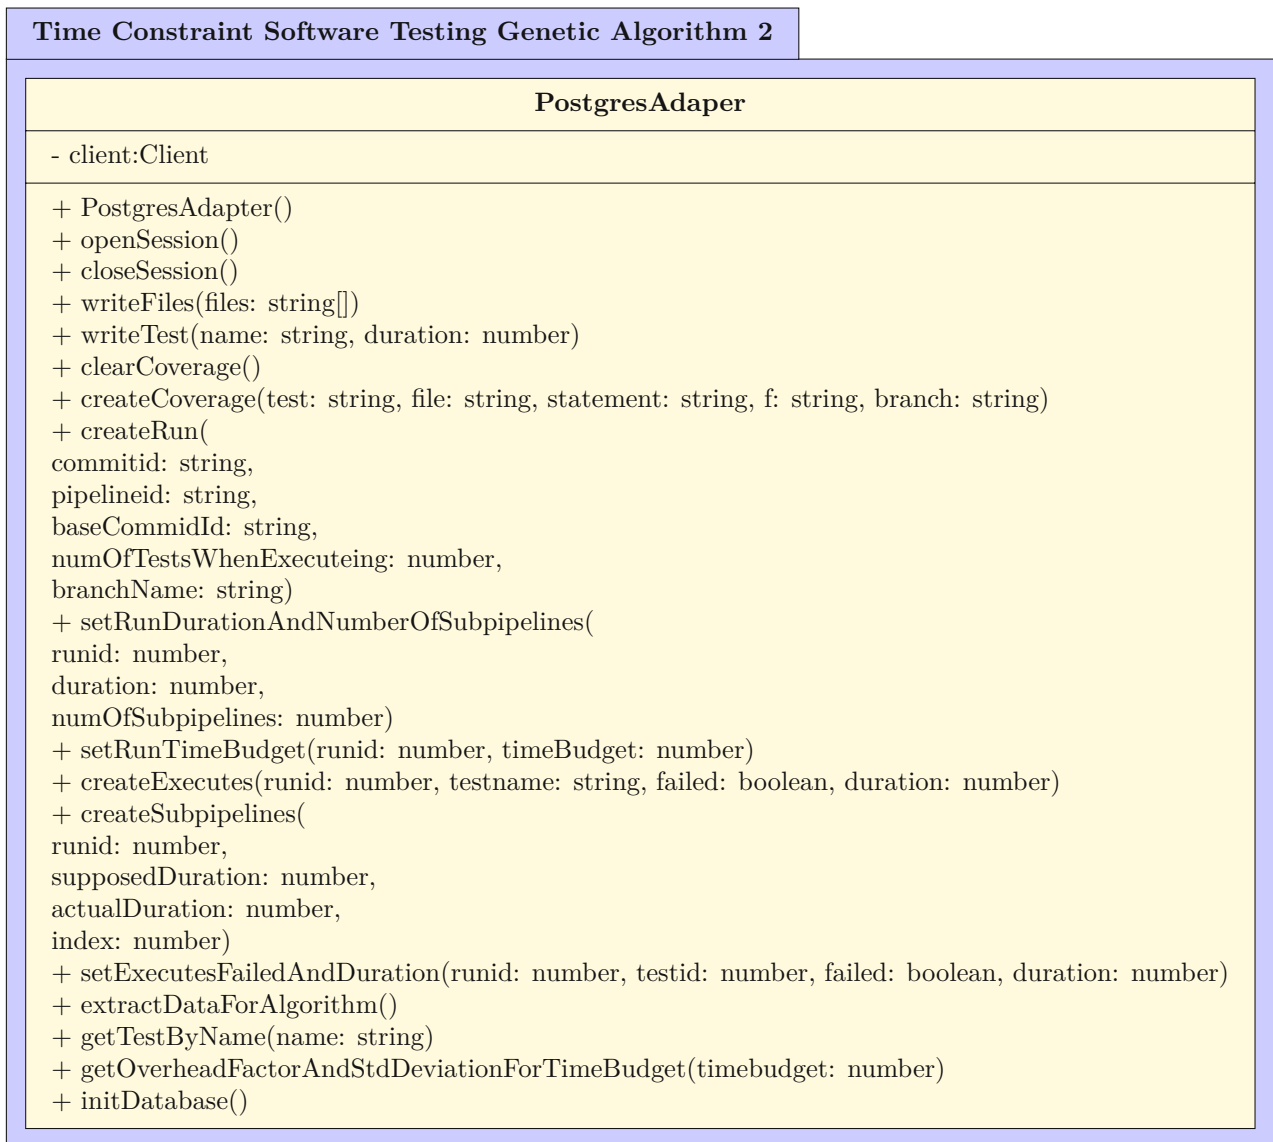 Time Constraint Software Testing Genetic Algorithm 2
PostgresAdaper
- client:Client
+ PostgresAdapter()
+ openSession()
+ closeSession()
+ writeFiles(files: string[])
+ writeTest(name: string, duration: number)
+ clearCoverage()
+ createCoverage(test: string, file: string, statement: string, f: string, branch: string)
+ createRun(
commitid: string,
pipelineid: string,
baseCommidId: string,
numOfTestsWhenExecuteing: number,
branchName: string)
+ setRunDurationAndNumberOfSubpipelines(
runid: number,
duration: number,
numOfSubpipelines: number)
+ setRunTimeBudget(runid: number, timeBudget: number)
+ createExecutes(runid: number, testname: string, failed: boolean, duration: number)
+ createSubpipelines(
runid: number,
supposedDuration: number,
actualDuration: number,
index: number)
+ setExecutesFailedAndDuration(runid: number, testid: number, failed: boolean, duration: number)
+ extractDataForAlgorithm()
+ getTestByName(name: string)
+ getOverheadFactorAndStdDeviationForTimeBudget(timebudget: number)
+ initDatabase()